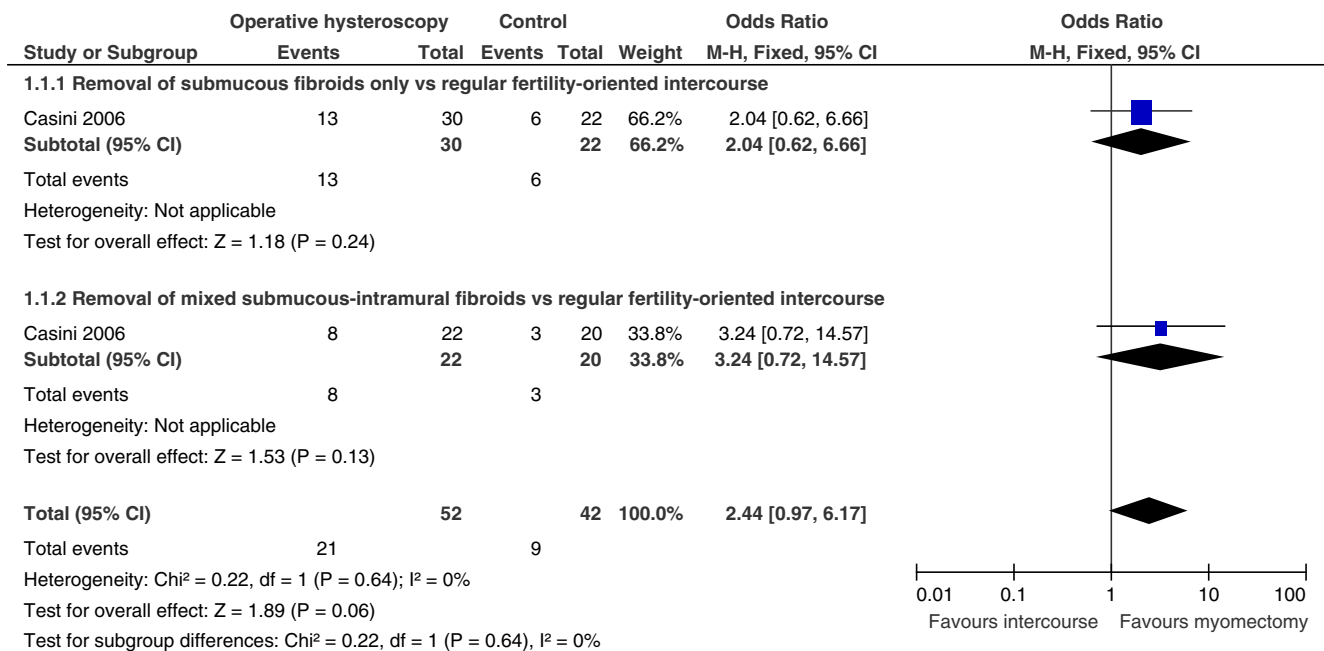 Operative hysteroscopy Control Odds Ratio Odds Ratio
Study or Subgroup Events Total Events Total Weight M-H, Fixed, 95% CI M-H, Fixed, 95% CI
1.1.1 Removal of submucous fibroids only vs regular fertility-oriented intercourse
Casini 2006 13 30 6 22 66.2% 2.04 [0.62, 6.66]
Subtotal (95% CI) 30 22 66.2% 2.04 [0.62, 6.66]
Total events 13 6
Heterogeneity: Not applicable
Test for overall effect: Z = 1.18 (P = 0.24)
1.1.2 Removal of mixed submucous-intramural fibroids vs regular fertility-oriented intercourse
Casini 2006 8 22 3 20 33.8% 3.24 [0.72, 14.57]
Subtotal (95% CI) 22 20 33.8% 3.24 [0.72, 14.57]
Total events 8 3
Heterogeneity: Not applicable
Test for overall effect: Z = 1.53 (P = 0.13)
Total (95% CI) 52 42 100.0% 2.44 [0.97, 6.17]
Total events 21 9
Heterogeneity: Chi² = 0.22, df = 1 (P = 0.64); I² = 0%
Test for overall effect: Z = 1.89 (P = 0.06)
Test for subgroup differences: Chi² = 0.22, df = 1 (P = 0.64), I² = 0%
0.01 0.1 1 10 100
Favours intercourse Favours myomectomy